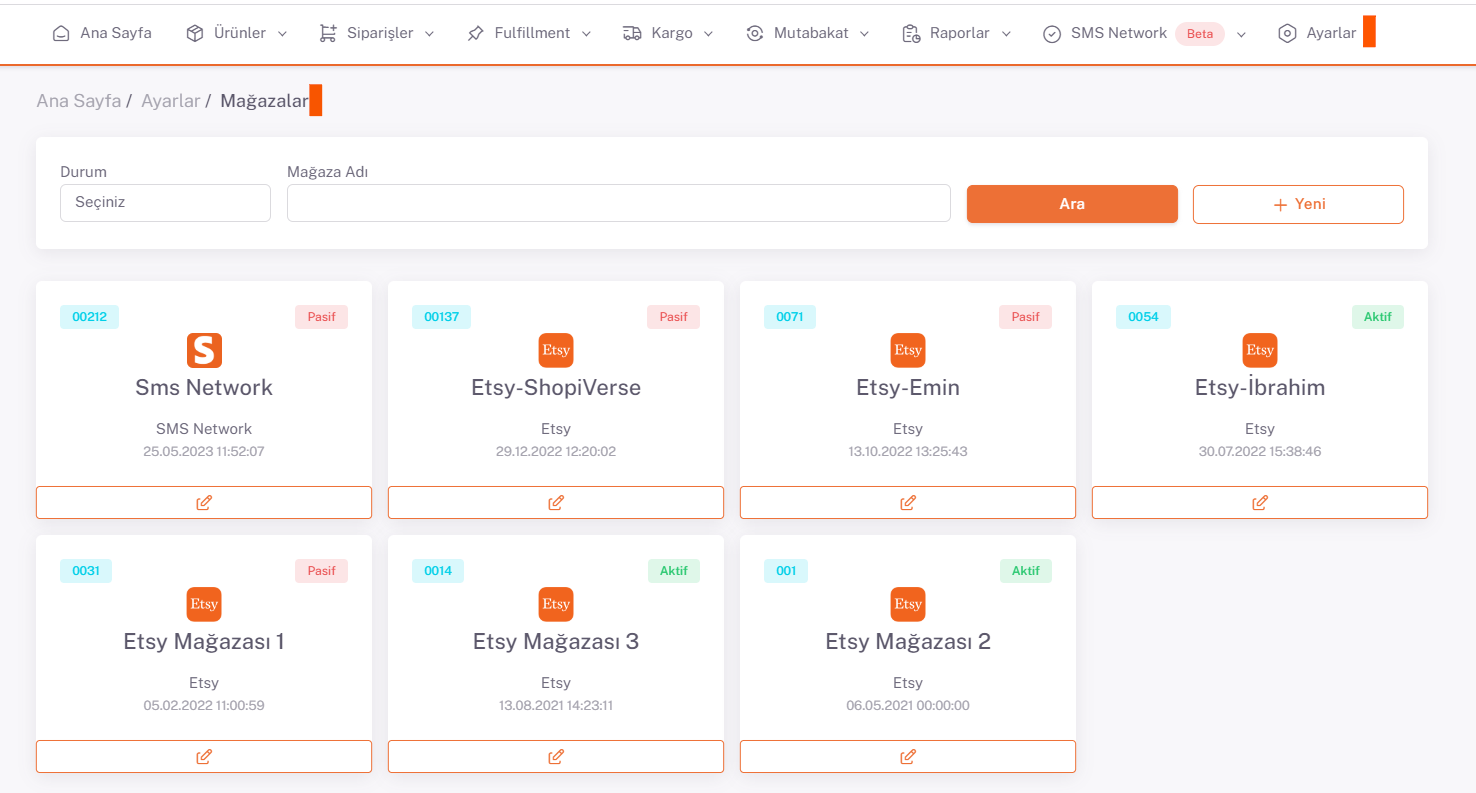 Ana Sayfa Ürünler Siparişler Fulfillment Kargo Mutabakat Raporlar SMS Network Beta Ayarlar
Ana Sayfa / Ayarlar / Mağazalar
Durum Mağaza Adı
Seçiniz Ara + Yeni
00212 Pasif 00137 Pasif 0071 Pasif 0054 Aktif
S Etsy Etsy Etsy
Sms Network Etsy-ShopiVerse Etsy-Emin Etsy-İbrahim
SMS Network Etsy Etsy Etsy
25.05.2023 11:52:07 29.12.2022 12:20:02 13.10.2022 13:25:43 30.07.2022 15:38:46
0031 Pasif 0014 Aktif 001 Aktif
Etsy Etsy Etsy
Etsy Mağazası 1 Etsy Mağazası 3 Etsy Mağazası 2
Etsy Etsy Etsy
05.02.2022 11:00:59 13.08.2021 14:23:11 06.05.2021 00:00:00